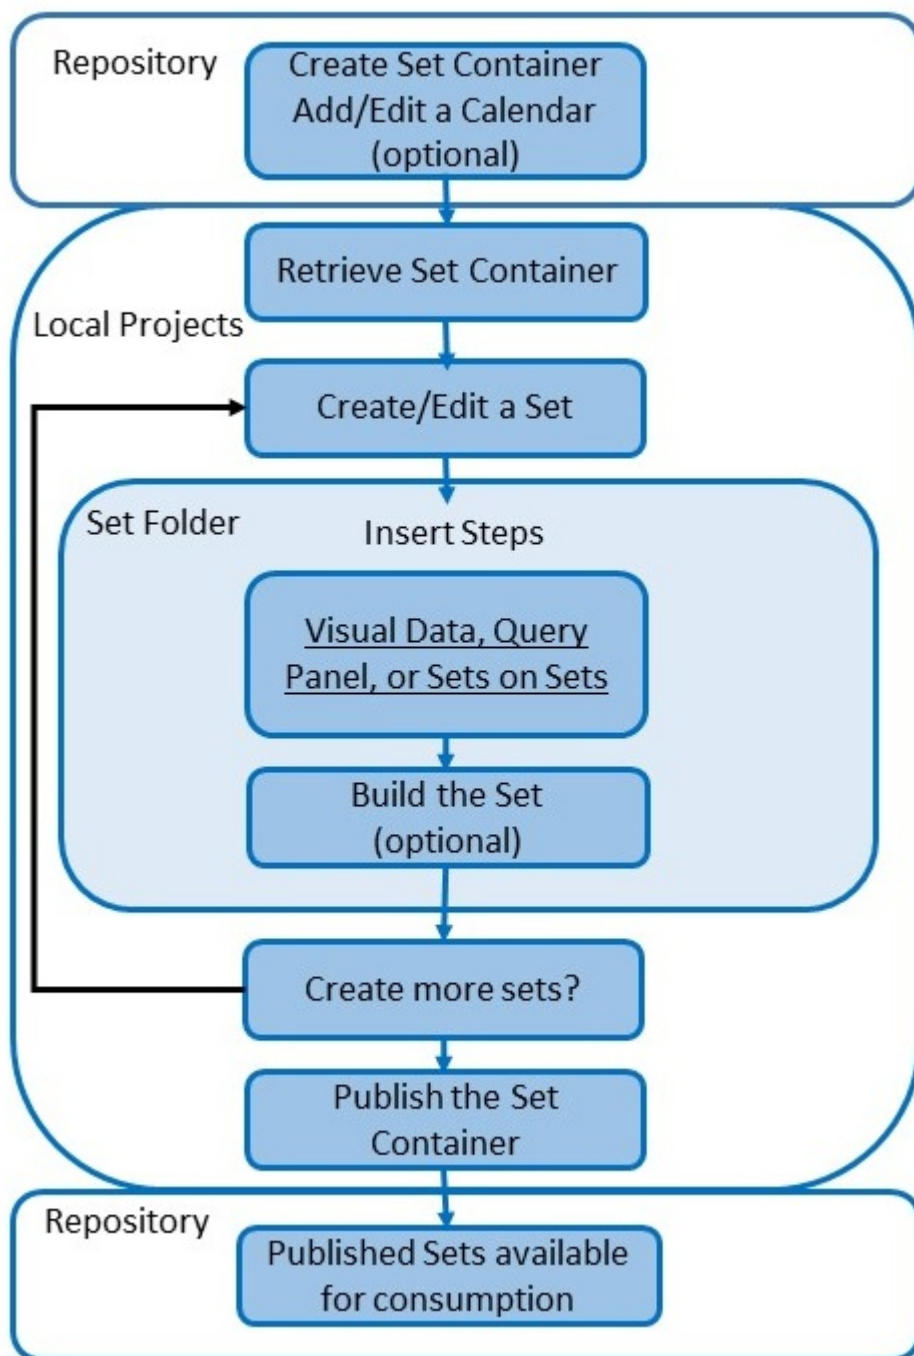 Repository
Create Set Container
Add/Edit a Calendar
(optional)
Retrieve Set Container
Local Projects
Create/Edit a Set
Set Folder
Insert Steps
Visual Data, Query
Panel, or Sets on Sets
Build the Set
(optional)
Create more sets?
Publish the Set
Container
Repository
Published Sets available
for consumption